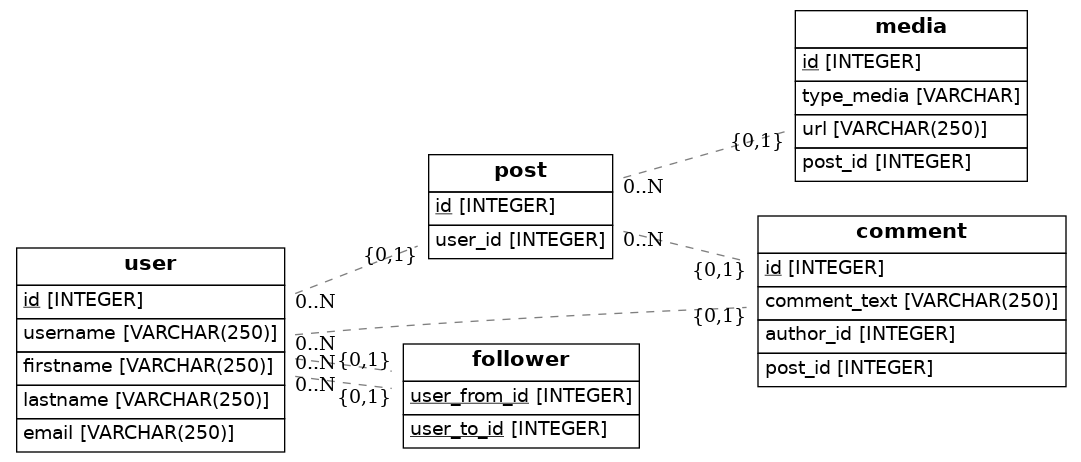 media
id [INTEGER]
type_media [VARCHAR]
url [VARCHAR(250)]
post_id [INTEGER]
{0,1}
0..N
post
id [INTEGER]
user_id [INTEGER]
{0,1}
0..N
0..N
{0,1}
comment
id [INTEGER]
comment_text [VARCHAR(250)]
author_id [INTEGER]
post_id [INTEGER]
{0,1}
0..N
user
id [INTEGER]
username [VARCHAR(250)]
firstname [VARCHAR(250)]
lastname [VARCHAR(250)]
email [VARCHAR(250)]
0..N
{0,1}
0..N
{0,1}
follower
user_from_id [INTEGER]
user_to_id [INTEGER]